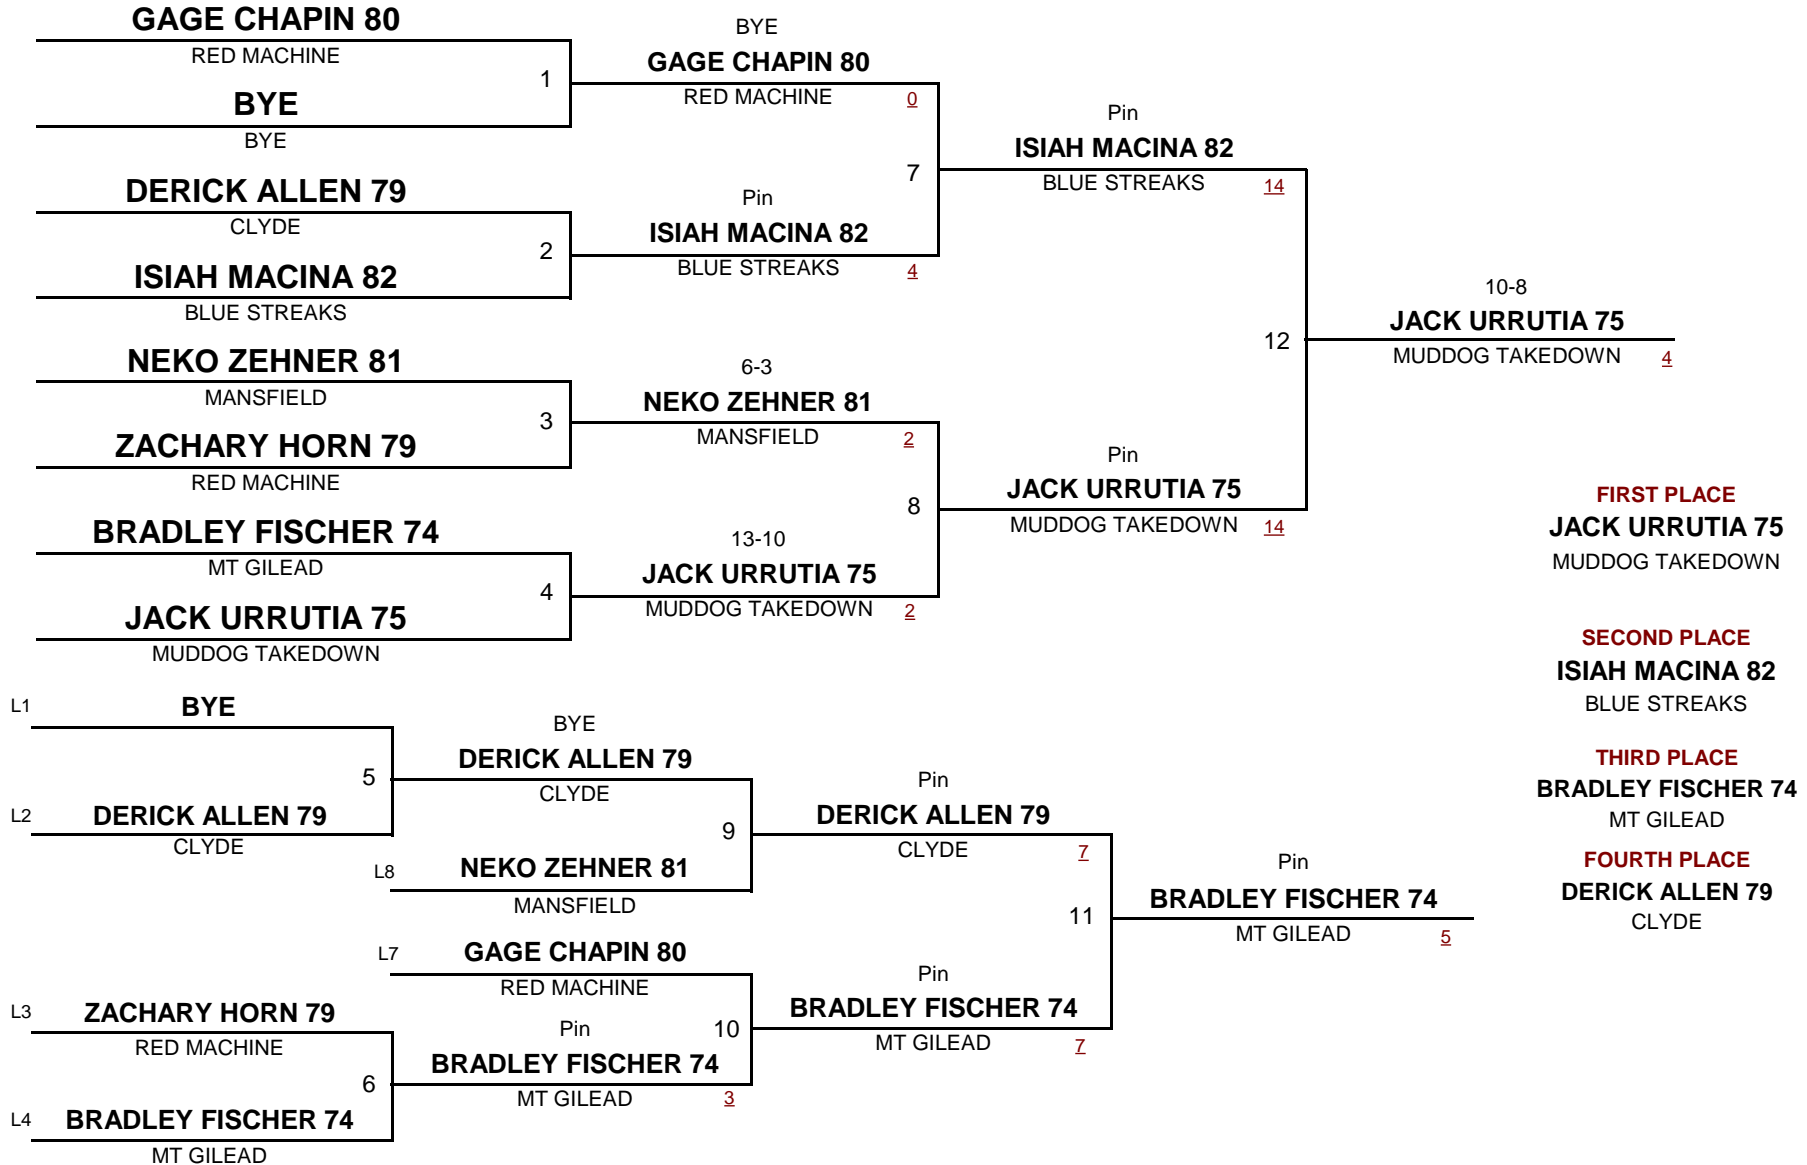 GAGE CHAPIN 80
RED MACHINE
1
BYE
BYE
DERICK ALLEN 79
CLYDE
2
ISIAH MACINA 82
BLUE STREAKS
NEKO ZEHNER 81
MANSFIELD
3
ZACHARY HORN 79
RED MACHINE
BRADLEY FISCHER 74
MT GILEAD
4
JACK URRUTIA 75
MUDDOG TAKEDOWN
BYE
GAGE CHAPIN 80
RED MACHINE 0
7
Pin
ISIAH MACINA 82
BLUE STREAKS 4
6-3
NEKO ZEHNER 81
MANSFIELD 2
8
13-10
JACK URRUTIA 75
MUDDOG TAKEDOWN 2
Pin
ISIAH MACINA 82
BLUE STREAKS 14
12
Pin
JACK URRUTIA 75
MUDDOG TAKEDOWN 14
10-8
JACK URRUTIA 75
MUDDOG TAKEDOWN 4
FIRST PLACE
JACK URRUTIA 75
MUDDOG TAKEDOWN
SECOND PLACE
ISIAH MACINA 82
BLUE STREAKS
THIRD PLACE
BRADLEY FISCHER 74
MT GILEAD
FOURTH PLACE
DERICK ALLEN 79
CLYDE
L1 BYE
5
L2 DERICK ALLEN 79
CLYDE
L3 ZACHARY HORN 79
RED MACHINE
6
L4 BRADLEY FISCHER 74
MT GILEAD
BYE
DERICK ALLEN 79
CLYDE
9
L8 NEKO ZEHNER 81
MANSFIELD
L7 GAGE CHAPIN 80
RED MACHINE
10
Pin
BRADLEY FISCHER 74
MT GILEAD 3
Pin
DERICK ALLEN 79
CLYDE 7
11
Pin
BRADLEY FISCHER 74
MT GILEAD 7
Pin
BRADLEY FISCHER 74
MT GILEAD 5